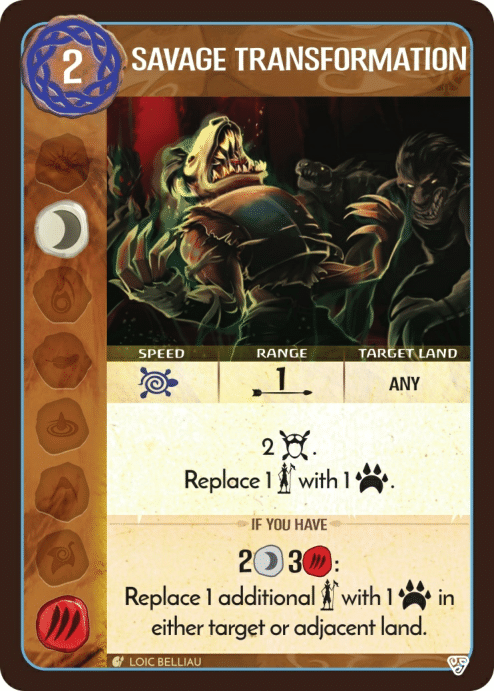 2
SAVAGE TRANSFORMATION
SPEED RANGE TARGET LAND
1 ANY
2 .
Replace 1 with 1 .
IF YOU HAVE
2 3 :
Replace 1 additional with 1 in
either target or adjacent land.
LOIC BELLIAU